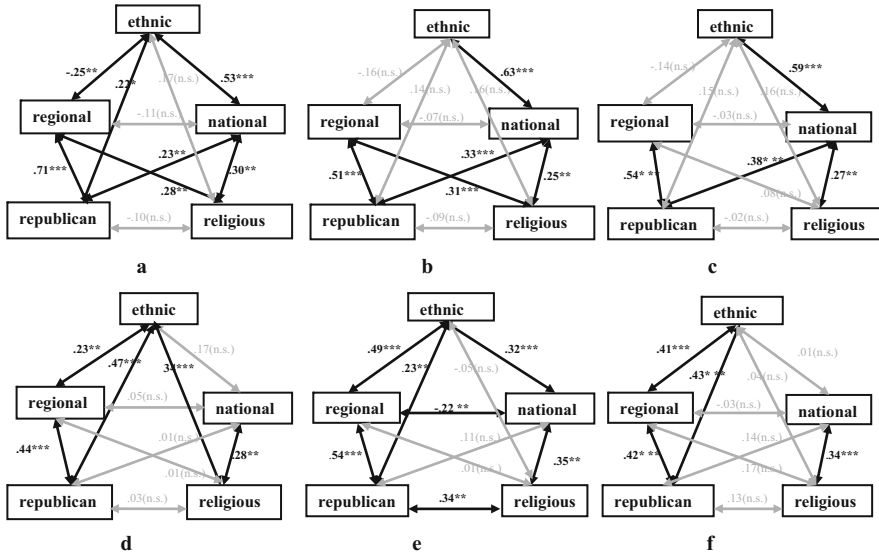 ethnic
-.25**
.22*
.17(n.s.)
.53***
regional
-.11(n.s.)
national
.71***
.23**
.28**
.30**
republican
-.10(n.s.)
religious
a
ethnic
-.16(n.s.)
.14(n.s.)
.16(n.s.)
.63***
regional
-.07(n.s.)
national
.51***
.33***
.31***
.25**
republican
-.09(n.s.)
religious
b
ethnic
-.14(n.s.)
.15(n.s.)
.16(n.s.)
.59***
regional
-.03(n.s.)
national
.54* **
.38* **
.08(n.s.)
.27**
republican
-.02(n.s.)
religious
c
ethnic
.23**
.47***
.34***
.17(n.s.)
regional
.05(n.s.)
national
.44***
.01(n.s.)
.01(n.s.)
.28**
republican
.03(n.s.)
religious
d
ethnic
.49***
.23**
-.05(n.s.)
.32***
regional
-.22 **
national
.54***
.11(n.s.)
.01(n.s.)
.35**
republican
.34**
religious
e
ethnic
.41***
.43* **
.04(n.s.)
.01(n.s.)
regional
-.03(n.s.)
national
.42* **
.14(n.s.)
.17(n.s.)
.34***
republican
.13(n.s.)
religious
f